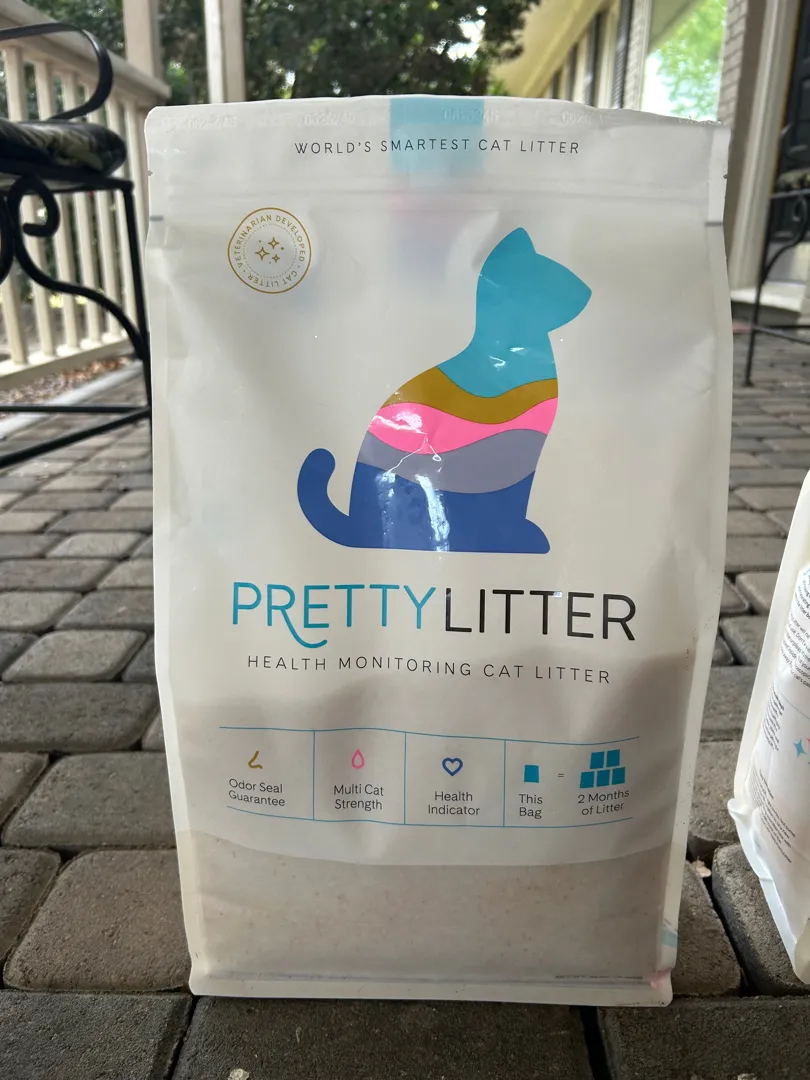 WORLD'S SMARTEST CAT LITTER
VETERINARIAN DEVELOPED
CAT LITTER
PRETTYLITTER
HEALTH MONITORING CAT LITTER
Odor Seal
Guarantee
Multi Cat
Strength
Health
Indicator
This
Bag
=
2 Months
of Litter